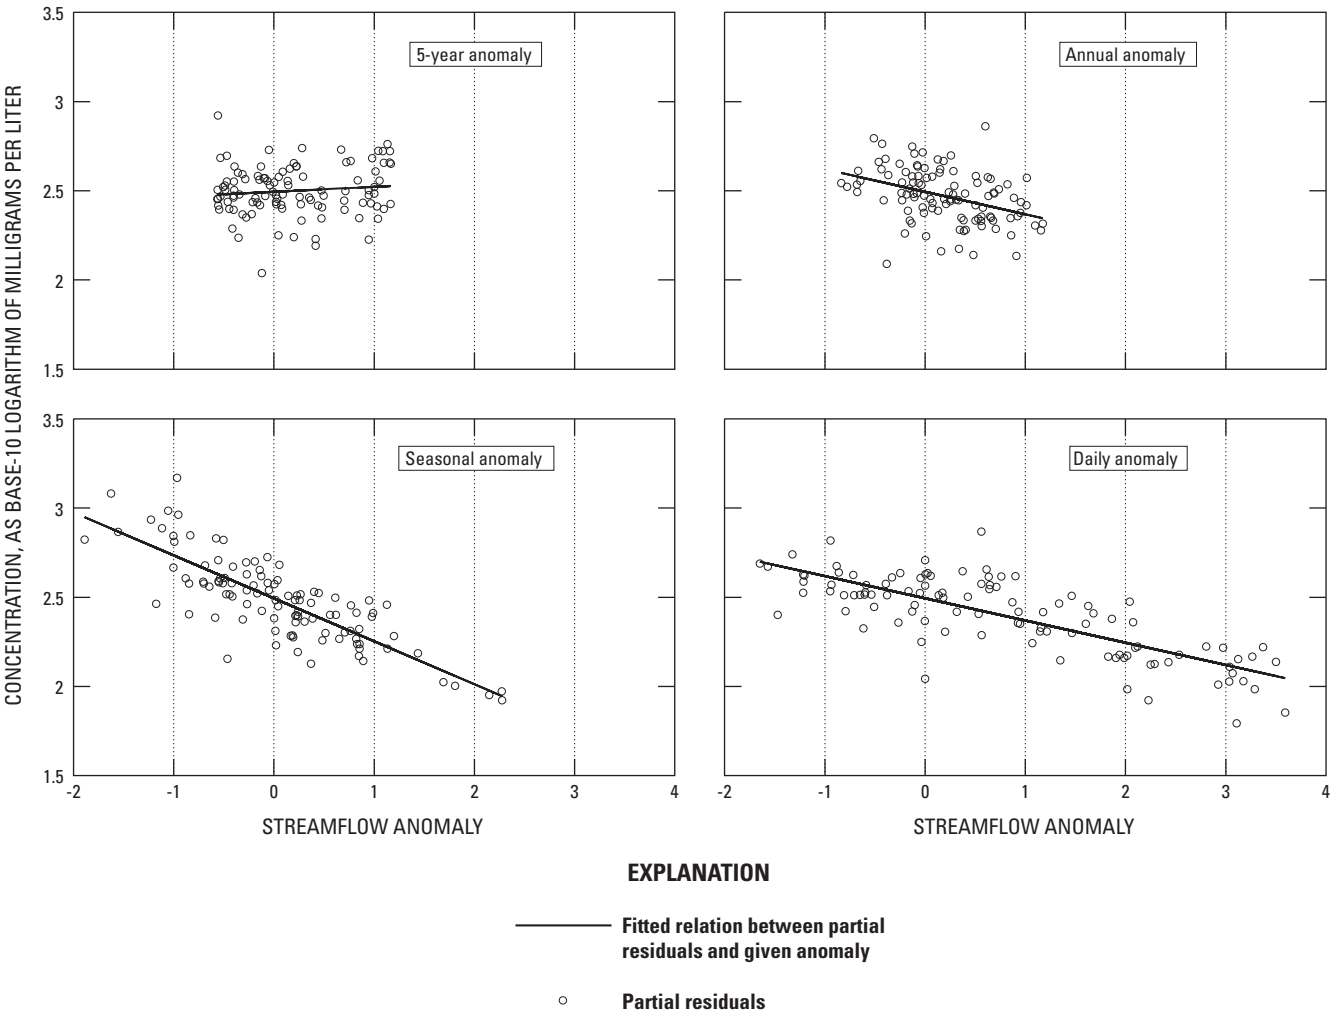 CONCENTRATION, AS BASE-10 LOGARITHM OF MILLIGRAMS PER LITER
3.5
3
2.5
2
1.5
5-year anomaly
Annual anomaly
3.5
3
2.5
2
1.5
Seasonal anomaly
Daily anomaly
-2 -1 0 1 2 3 4
-2 -1 0 1 2 3 4
STREAMFLOW ANOMALY
STREAMFLOW ANOMALY
EXPLANATION
Fitted relation between partial
residuals and given anomaly
Partial residuals